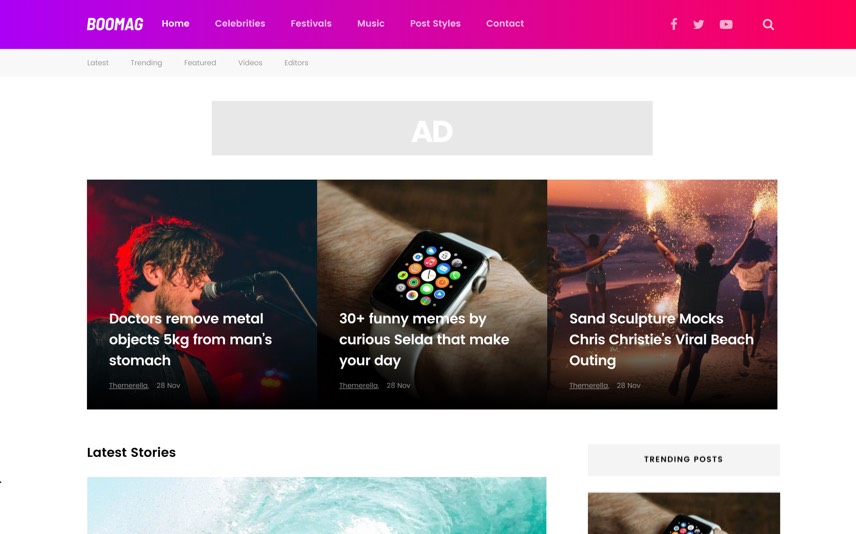 BOOMAG Home Celebrities Festivals Music Post Styles Contact
Latest Trending Featured Videos Editors
AD
Doctors remove metal
objects 5kg from man's
stomach
Themerella, 28 Nov
30+ funny memes by
curious Selda that make
your day
Themerella, 28 Nov
Sand Sculpture Mocks
Chris Christie's Viral Beach
Outing
Themerella, 28 Nov
Latest Stories
TRENDING POSTS